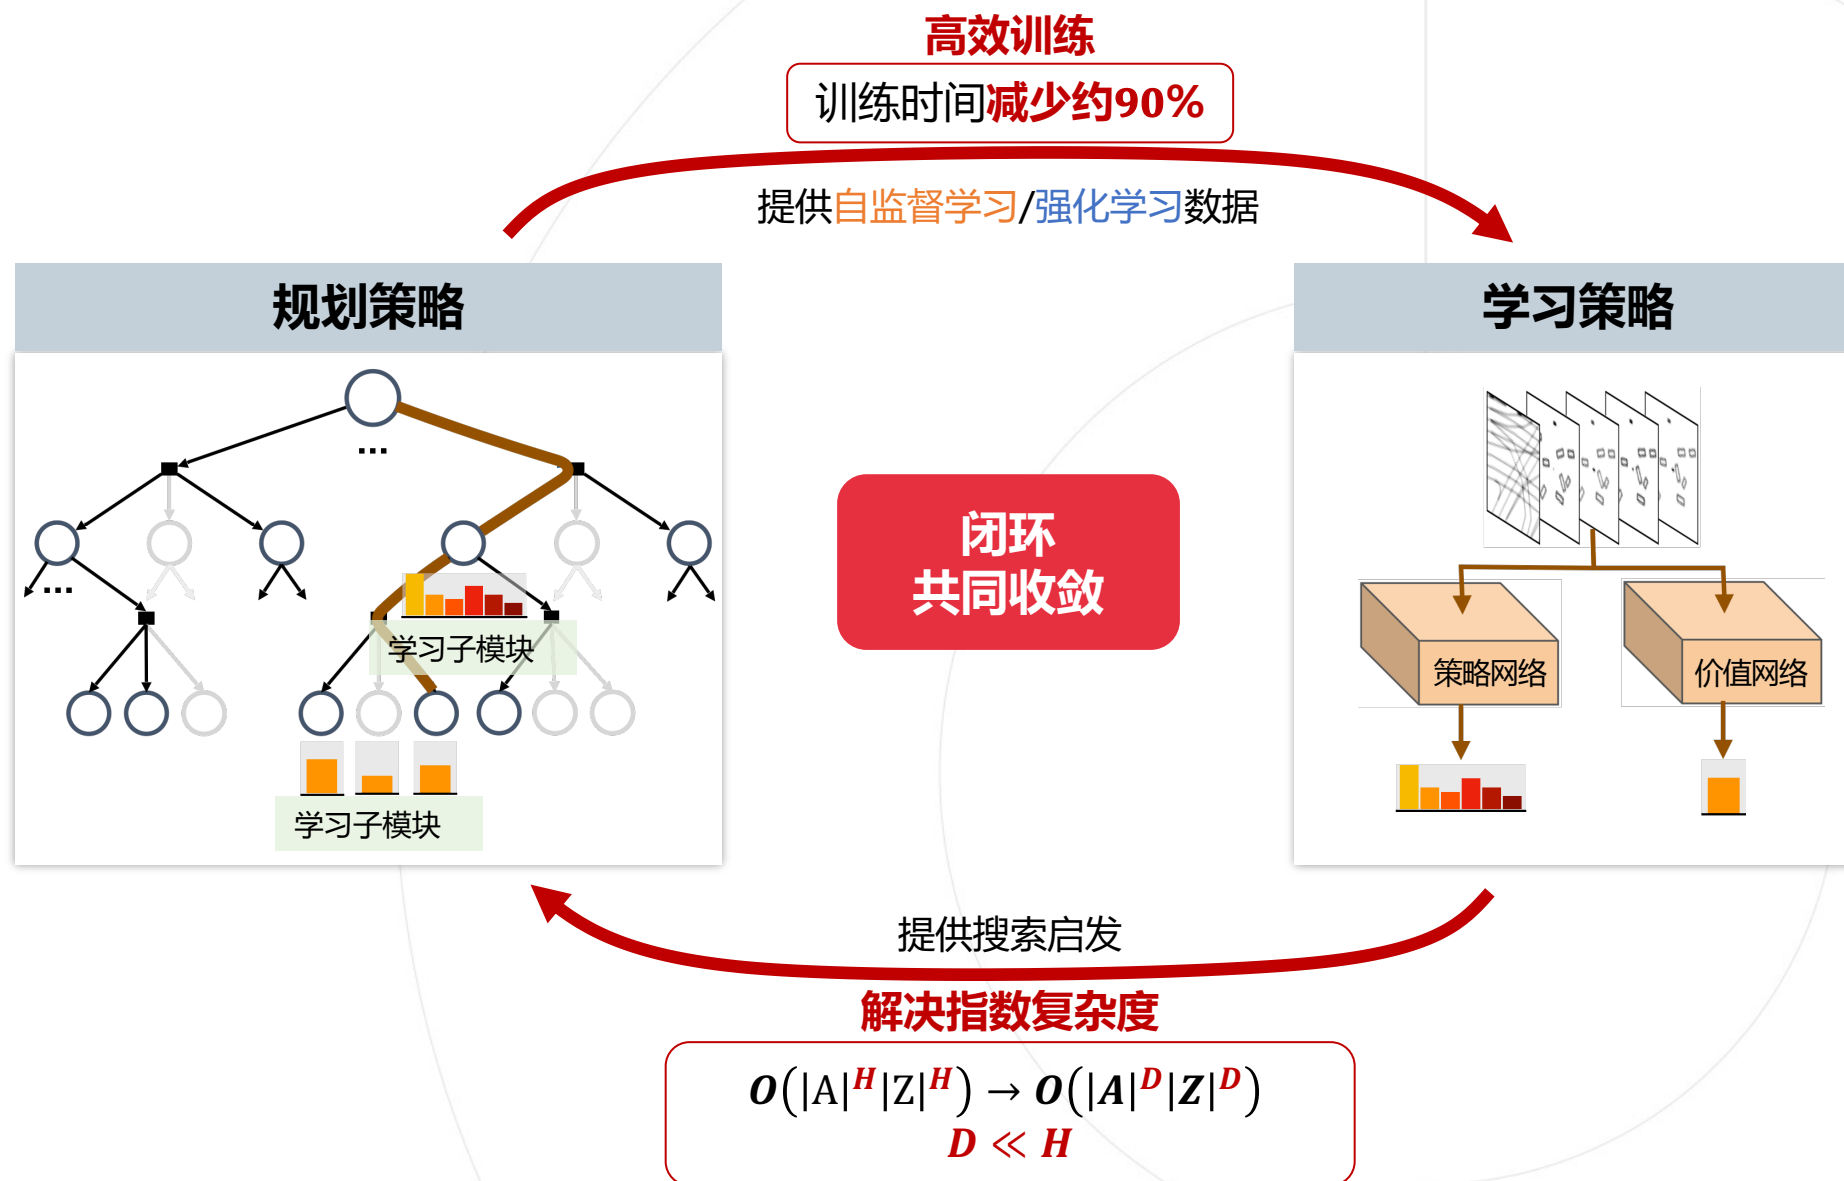 高效训练
训练时间减少约90%
提供自监督学习/强化学习数据
规划策略
学习策略
...
...
闭环
共同收敛
学习子模块
策略网络
价值网络
学习子模块
提供搜索启发
解决指数复杂度
O(|A|^H|Z|^H) → O(|A|^D|Z|^D)
D ≪ H